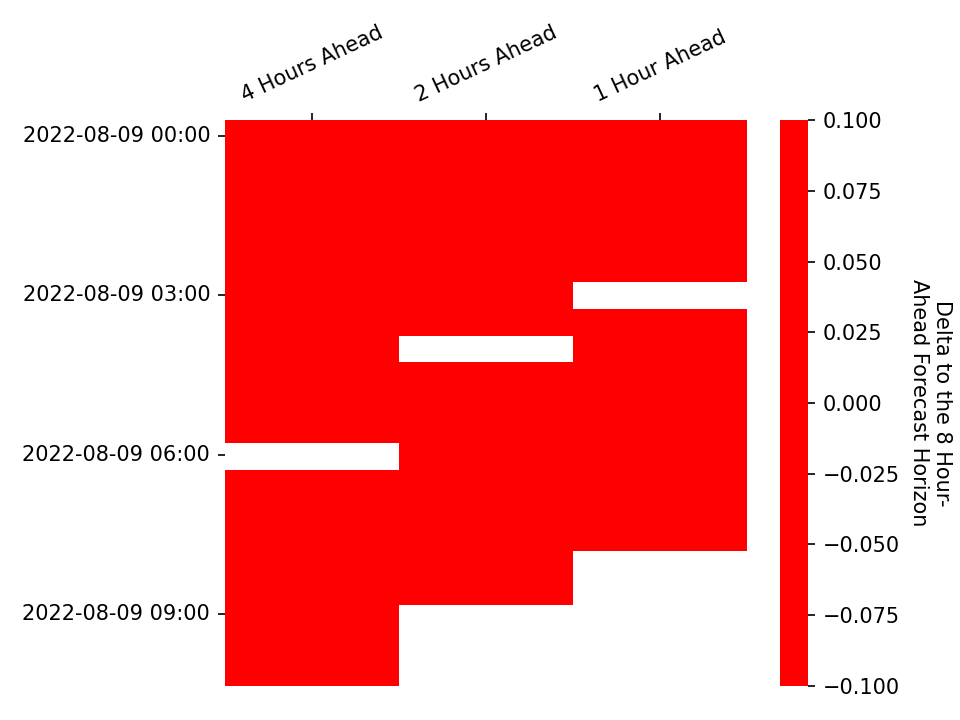 4 Hours Ahead
2 Hours Ahead
1 Hour Ahead
2022-08-09 00:00
2022-08-09 03:00
2022-08-09 06:00
2022-08-09 09:00
0.100
0.075
0.050
0.025
0.000
−0.025
−0.050
−0.075
−0.100
Delta to the 8 Hour-
Ahead Forecast Horizon